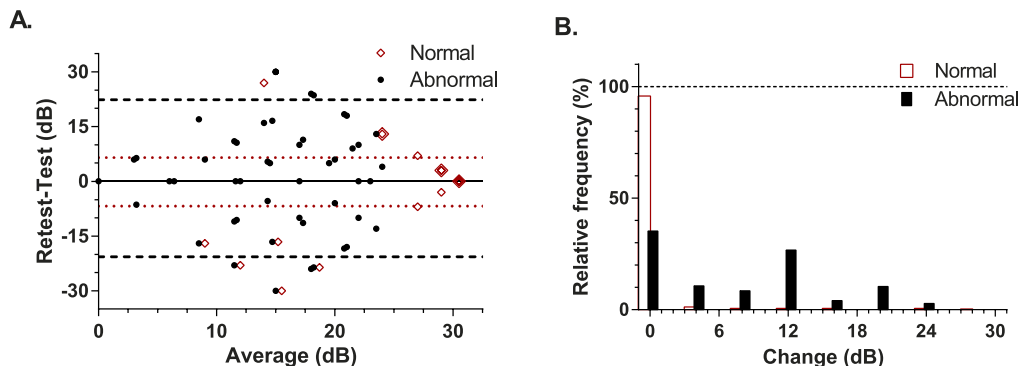 A.
Normal
Abnormal
Retest-Test (dB)
30
15
0
-15
-30
0
10
20
30
Average (dB)
B.
Normal
Abnormal
Relative frequency (%)
100
50
0
0
6
12
18
24
30
Change (dB)